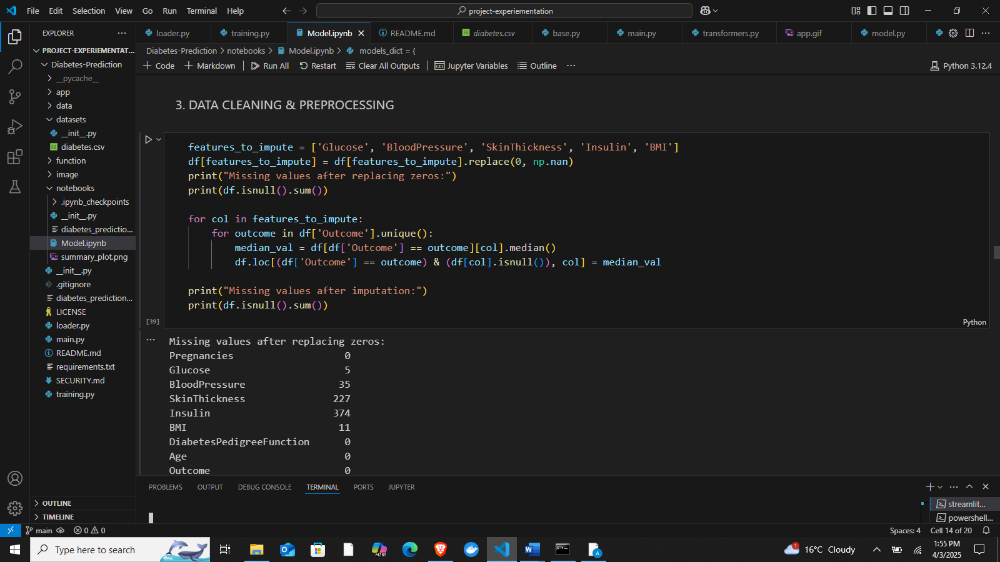 File Edit Selection View Go Run Terminal Help
project-experiementation
EXPLORER
loader.py training.py Model.ipynb README.md diabetes.csv base.py main.py transformers.py app.gif model.py
PROJECT-EXPERIEMENTAT...
Diabetes-Prediction > notebooks > Model.ipynb > models_dict = {
Code Markdown Run All Restart Clear All Outputs Jupyter Variables Outline ... Python 3.12.4
Diabetes-Prediction
__pycache__
app
data
datasets
__init__.py
diabetes.csv
function
image
notebooks
.ipynb_checkpoints
__init__.py
diabetes_predictio...
Model.ipynb
summary_plot.png
__init__.py
.gitignore
diabetes_prediction...
LICENSE
loader.py
main.py
README.md
requirements.txt
SECURITY.md
training.py
OUTLINE
TIMELINE
3. DATA CLEANING & PREPROCESSING
features_to_impute = ['Glucose', 'BloodPressure', 'SkinThickness', 'Insulin', 'BMI']
df[features_to_impute] = df[features_to_impute].replace(0, np.nan)
print("Missing values after replacing zeros:")
print(df.isnull().sum())
for col in features_to_impute:
for outcome in df['Outcome'].unique():
median_val = df[df['Outcome'] == outcome][col].median()
df.loc[(df['Outcome'] == outcome) & (df[col].isnull()), col] = median_val
print("Missing values after imputation:")
print(df.isnull().sum())
[39]
Python
Missing values after replacing zeros:
Pregnancies 0
Glucose 5
BloodPressure 35
SkinThickness 227
Insulin 374
BMI 11
DiabetesPedigreeFunction 0
Age 0
Outcome 0
PROBLEMS OUTPUT DEBUG CONSOLE TERMINAL PORTS JUPYTER
streamlit...
powershell...
main 0 0 Spaces: 4 Cell 14 of 20
Type here to search
M365
A
1
16°C Cloudy
1:55 PM
4/3/2025